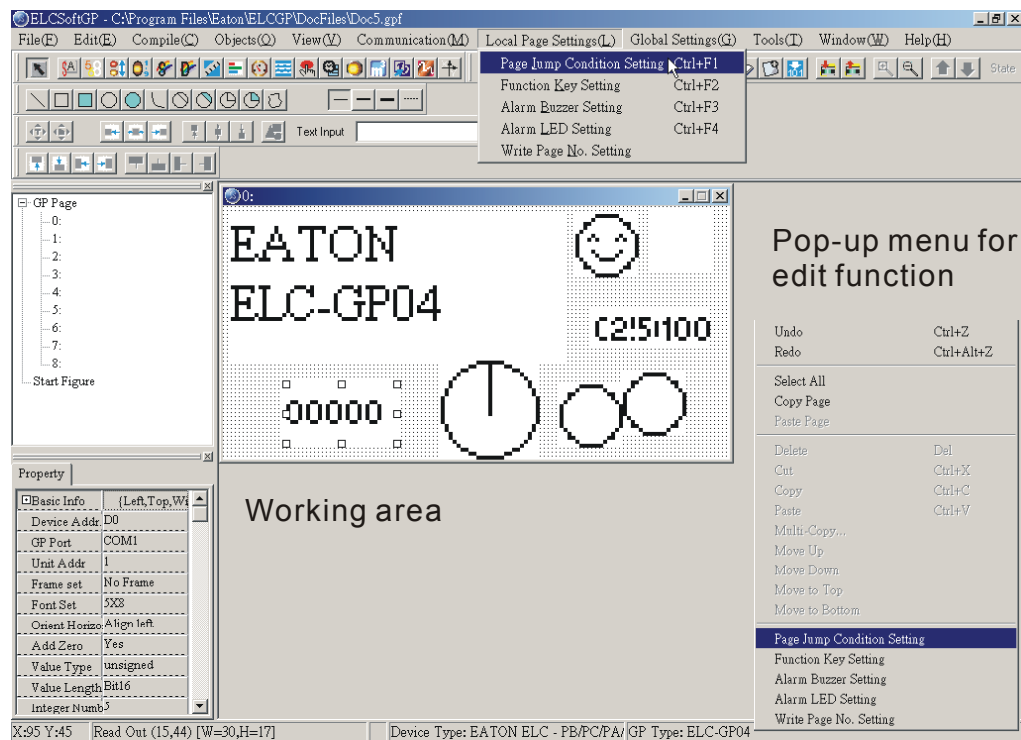 ELCSoftGP - C:\Program Files\Eaton\ELCGP\DocFiles\Doc5.gpf
File(F) Edit(E) Compile(C) Objects(O) View(V) Communication(M) Local Page Settings(L) Global Settings(G) Tools(T) Window(W) Help(H)
Page Jump Condition Setting Ctrl+F1
Function Key Setting Ctrl+F2
Alarm Buzzer Setting Ctrl+F3
Alarm LED Setting Ctrl+F4
Write Page No. Setting
State
Text Input
GP Page
0:
1:
2:
3:
4:
5:
6:
7:
8:
Start Figure
0:
EATON
ELC-GP04
00000
Pop-up menu for
edit function
Undo Ctrl+Z
Redo Ctrl+Alt+Z
Select All
Copy Page
Paste Page
Delete Del
Cut Ctrl+X
Copy Ctrl+C
Paste Ctrl+V
Multi-Copy...
Move Up
Move Down
Move to Top
Move to Bottom
Page Jump Condition Setting
Function Key Setting
Alarm Buzzer Setting
Alarm LED Setting
Write Page No. Setting
Working area
Property
Basic Info {Left,Top,Wi
Device Addr. D0
GP Port COM1
Unit Addr 1
Frame set No Frame
Font Set 5X8
Orient Horizo Align left
Add Zero Yes
Value Type unsigned
Value Length Bit16
Integer Numb 5
X:95 Y:45 Read Out (15,44) [W=30,H=17] Device Type: EATON ELC - PB/PC/PA/ GP Type: ELC-GP04